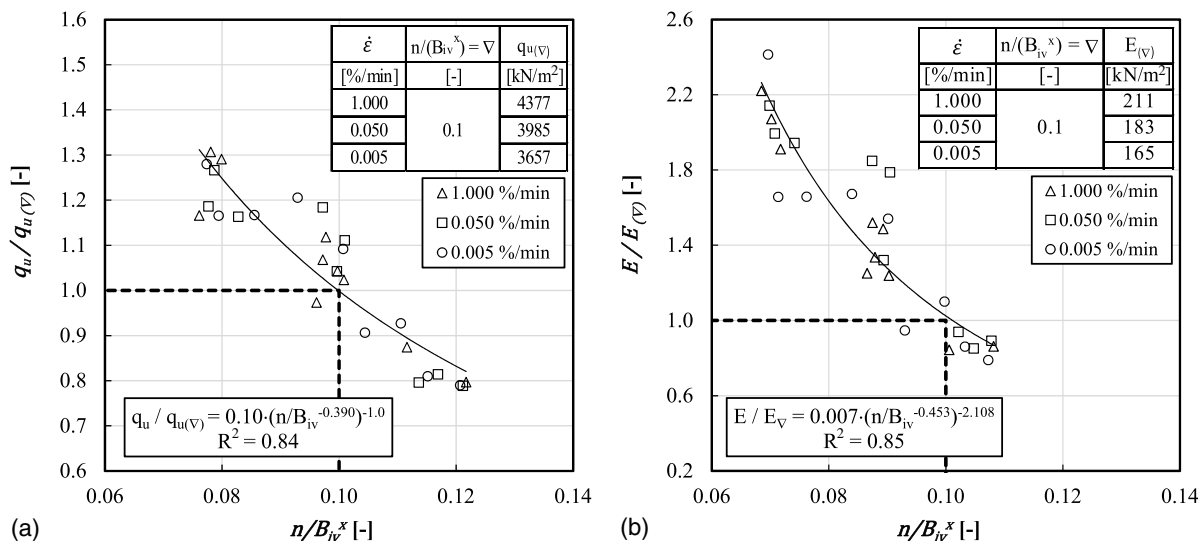 1.6
1.5
1.4
1.3
1.2
1.1
1.0
0.9
0.8
0.7
0.6
q_u / q_u(∇) [-]
ε̇ n/(B_iv^x) = ∇ q_u(∇)
[%/min] [-] [kN/m²]
1.000 4377
0.050 0.1 3985
0.005 3657
△ 1.000 %/min
□ 0.050 %/min
○ 0.005 %/min
q_u / q_u(∇) = 0.10·(n/B_iv^-0.390)^-1.0
R² = 0.84
0.06 0.08 0.10 0.12 0.14
(a) n/B_iv^x [-]
2.6
2.2
1.8
1.4
1.0
0.6
0.2
E / E_(∇) [-]
ε̇ n/(B_iv^x) = ∇ E_(∇)
[%/min] [-] [kN/m²]
1.000 211
0.050 0.1 183
0.005 165
△ 1.000 %/min
□ 0.050 %/min
○ 0.005 %/min
E / E_∇ = 0.007·(n/B_iv^-0.453)^-2.108
R² = 0.85
0.06 0.08 0.10 0.12 0.14
(b) n/B_iv^x [-]